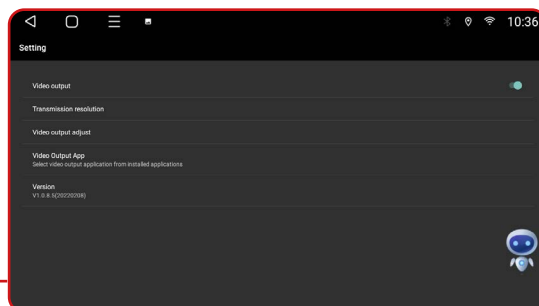 10:36
Setting
Video output
Transmission resolution
Video output adjust
Video Output App
Select video output application from installed applications
Version
V1.0.8.5(20220208)